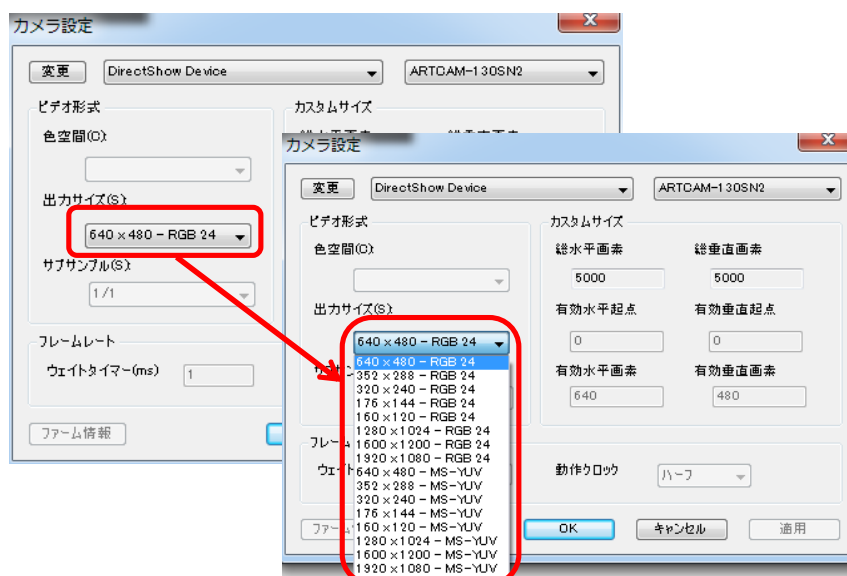 カメラ設定
変更 DirectShow Device ARTCAM-130SN2
ビデオ形式
カスタムサイズ
色空間(C):
出力サイズ(S):
640×480 - RGB 24
サブサンプル(S):
1/1
フレームレート
ウェイトタイマー(ms) 1
ファーム情報
カメラ設定
変更 DirectShow Device ARTCAM-130SN2
ビデオ形式
色空間(C):
出力サイズ(S):
640×480 - RGB 24
640×480 - RGB 24
352×288 - RGB 24
320×240 - RGB 24
176×144 - RGB 24
160×120 - RGB 24
1280×1024 - RGB 24
1600×1200 - RGB 24
1920×1080 - RGB 24
640×480 - MS-YUV
352×288 - MS-YUV
320×240 - MS-YUV
176×144 - MS-YUV
160×120 - MS-YUV
1280×1024 - MS-YUV
1600×1200 - MS-YUV
1920×1080 - MS-YUV
フレーム
カスタムサイズ
総水平画素 総垂直画素
5000 5000
有効水平起点 有効垂直起点
0 0
有効水平画素 有効垂直画素
640 480
動作クロック ハーフ
OK キャンセル 適用